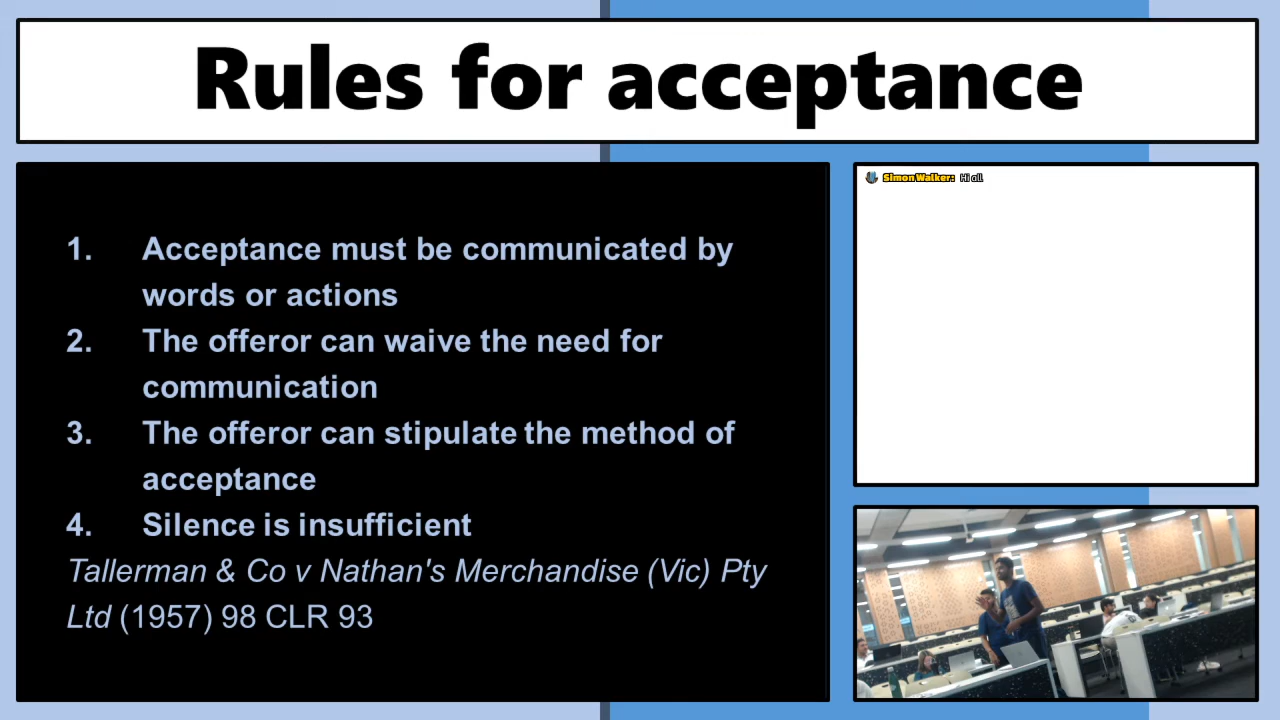 Rules for acceptance
1. Acceptance must be communicated by
words or actions
2. The offeror can waive the need for
communication
3. The offeror can stipulate the method of
acceptance
4. Silence is insufficient
Tallerman & Co v Nathan's Merchandise (Vic) Pty
Ltd (1957) 98 CLR 93
Simon Walker: Hi all